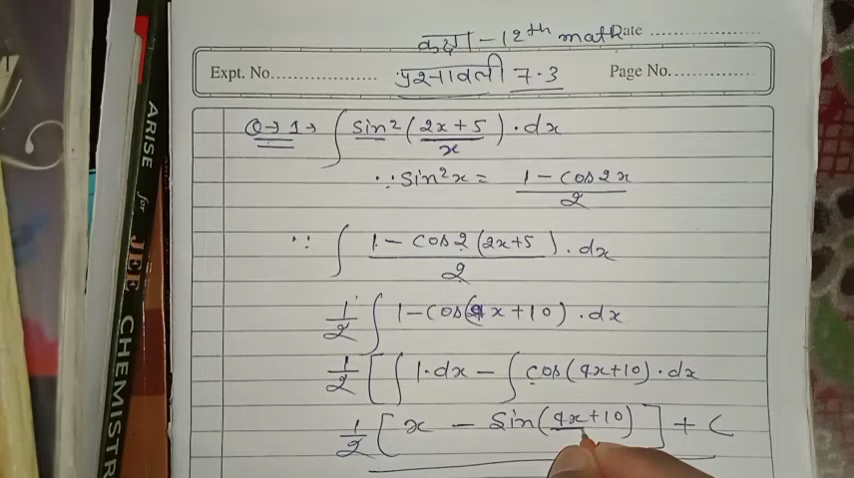 कक्षा - 12th math Date
Expt. No. प्रश्नावली 7.3 Page No.
Q→1→ ∫ sin²(2x+5).dx
x
∵ sin²x = (1 - cos2x)/2
∵ ∫ (1 - cos2(2x+5))/2 . dx
1/2 ∫ 1 - cos(4x+10).dx
1/2 [∫ 1.dx - ∫ cos(4x+10).dx
1/2 [x - sin(4x+10)] + C
ARISE for JEE CHEMISTRY